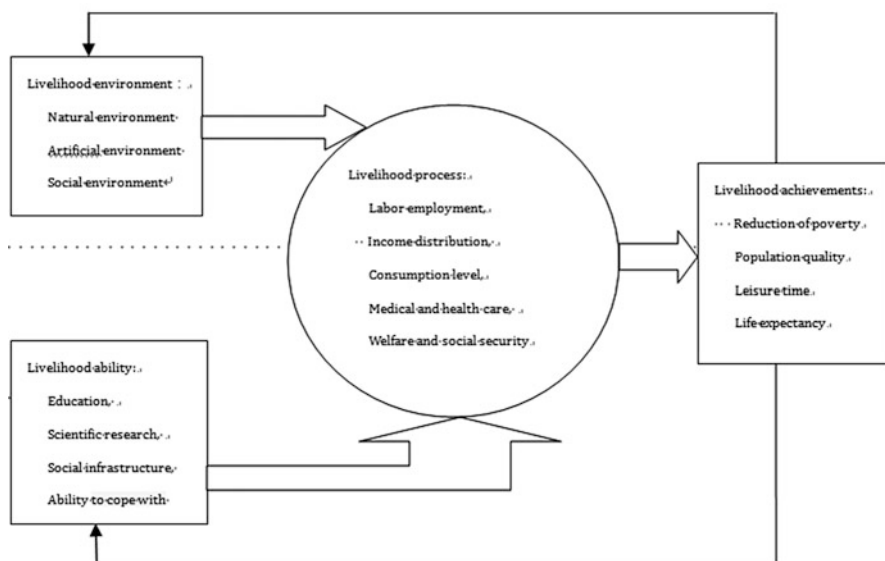 Livelihood environment :
Natural environment
Artificial environment
Social environment
Livelihood process:
Labor employment,
Income distribution,
Consumption level,
Medical and health care,
Welfare and social security
Livelihood achievements:
Reduction of poverty
Population quality
Leisure time
Life expectancy
Livelihood ability:
Education,
Scientific research,
Social infrastructure,
Ability to cope with